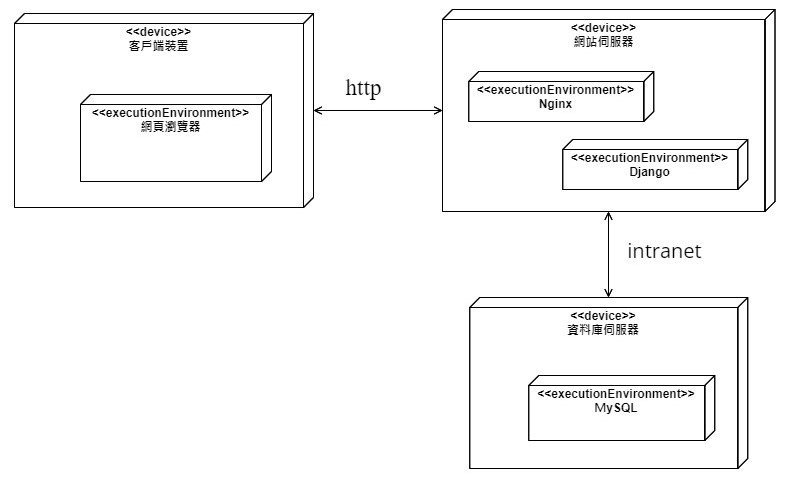 <<device>>
客戶端裝置
<<executionEnvironment>>
網頁瀏覽器
http
<<device>>
網站伺服器
<<executionEnvironment>>
Nginx
<<executionEnvironment>>
Django
intranet
<<device>>
資料庫伺服器
<<executionEnvironment>>
MySQL